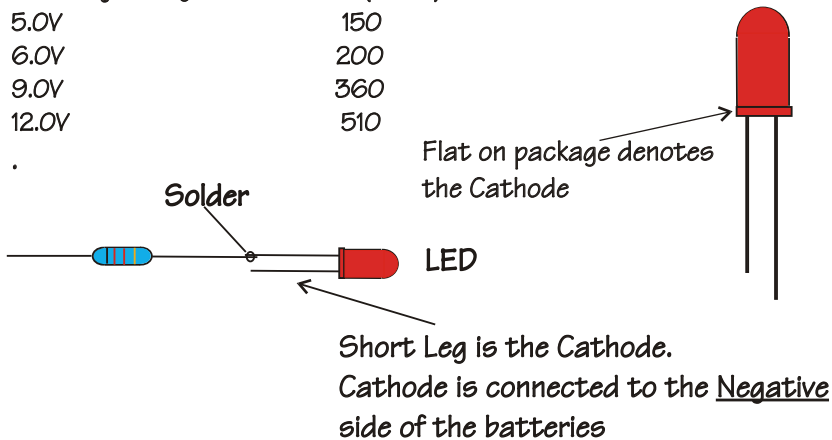 5.0V 150
6.0V 200
9.0V 360
12.0V 510
.
Flat on package denotes
the Cathode
Solder
LED
Short Leg is the Cathode.
Cathode is connected to the Negative
side of the batteries